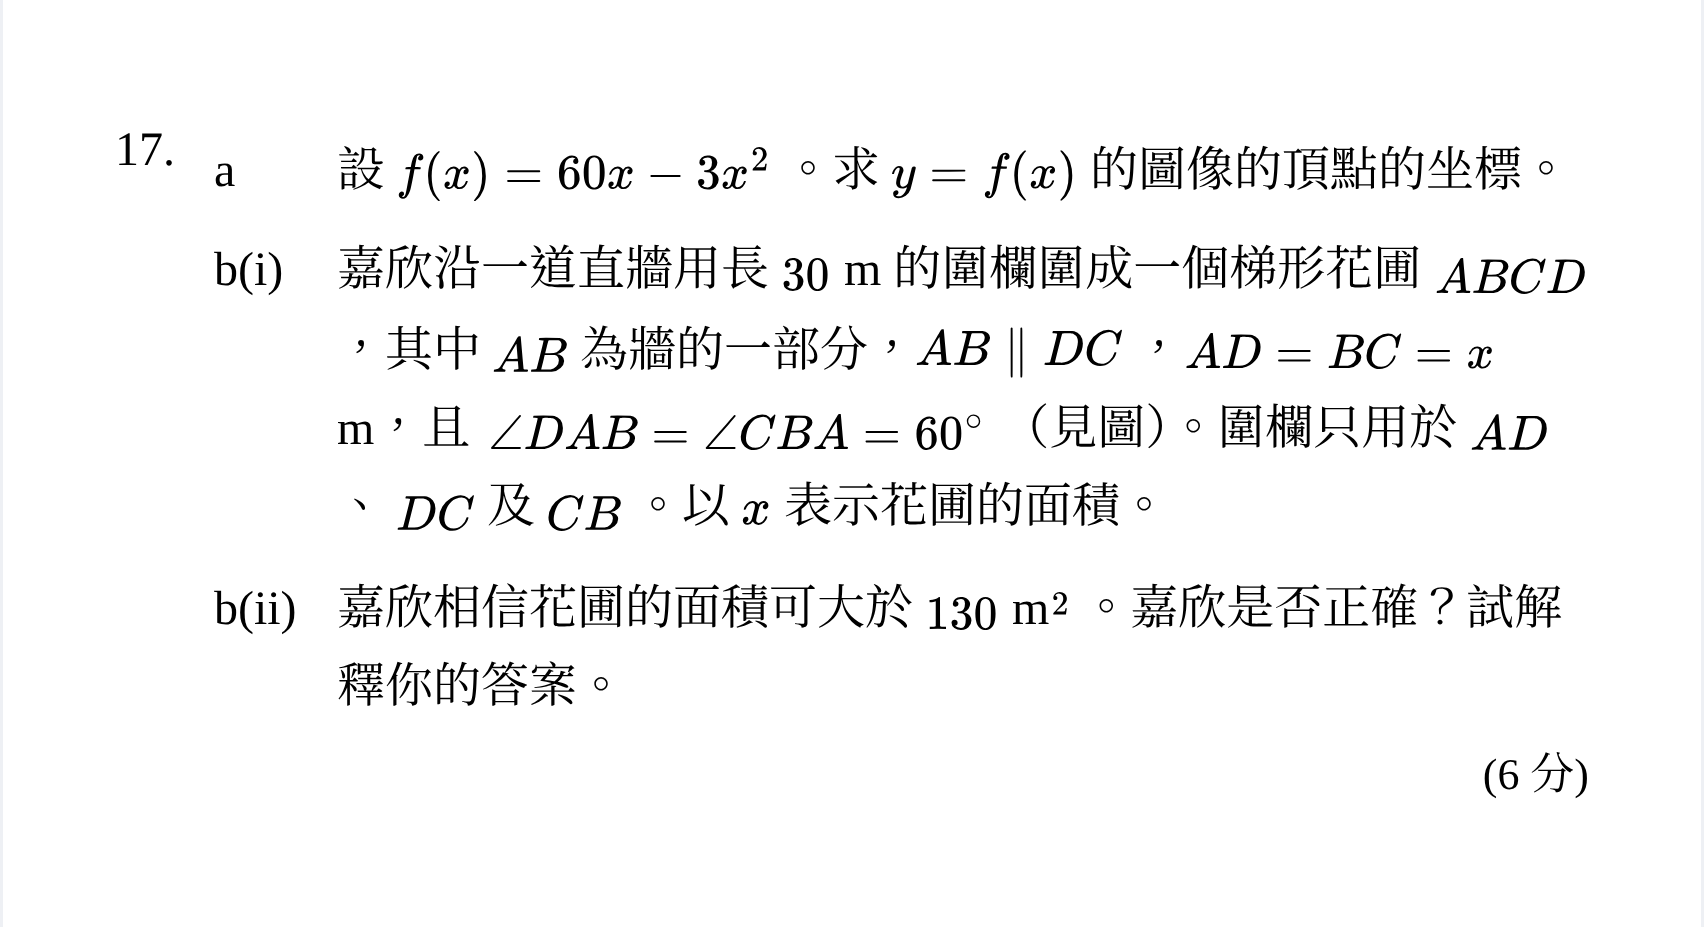 17. a 設 f(x) = 60x − 3x² 。求 y = f(x) 的圖像的頂點的坐標。
b(i) 嘉欣沿一道直牆用長 30 m 的圍欄圍成一個梯形花圃 ABCD
，其中 AB 為牆的一部分，AB ∥ DC ，AD = BC = x
m，且 ∠DAB = ∠CBA = 60° （見圖）。圍欄只用於 AD
、DC 及 CB 。以 x 表示花圃的面積。
b(ii) 嘉欣相信花圃的面積可大於 130 m² 。嘉欣是否正確？試解
釋你的答案。
(6 分)